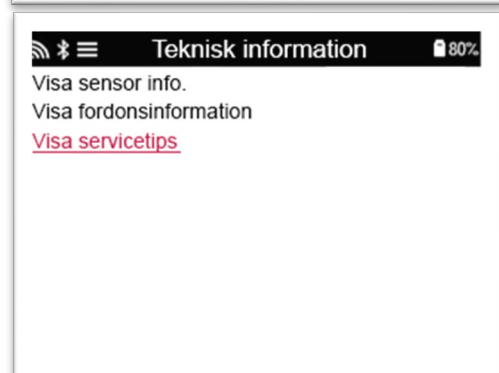 Teknisk information 80%
Visa sensor info.
Visa fordonsinformation
Visa servicetips